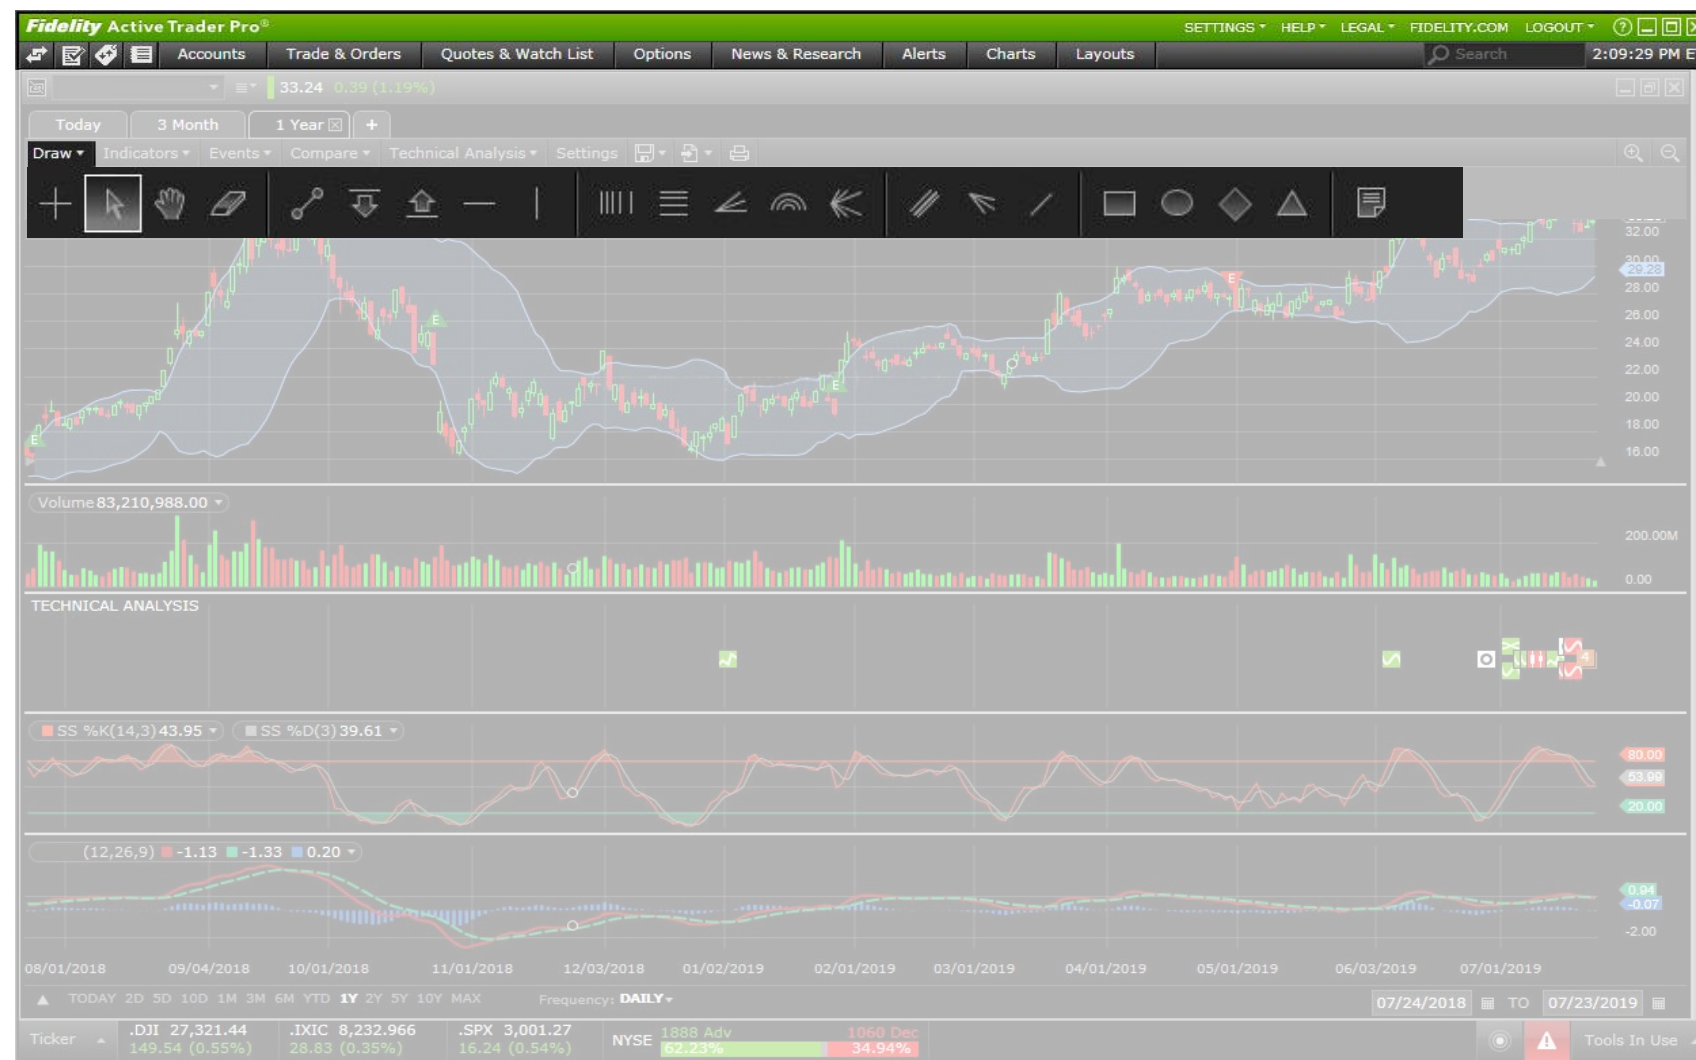 Fidelity Active Trader Pro® SETTINGS HELP LEGAL FIDELITY.COM LOGOUT ?
Accounts Trade & Orders Quotes & Watch List Options News & Research Alerts Charts Layouts Search 2:09:29 PM E
33.24 0.39 (1.19%)
Today 3 Month 1 Year +
Draw Indicators Events Compare Technical Analysis Settings
32.00
30.00
29.28
28.00
26.00
24.00
22.00
20.00
18.00
16.00
E
E
E
E
Volume 83,210,988.00
200.00M
0.00
TECHNICAL ANALYSIS
4
SS %K(14,3) 43.95 SS %D(3) 39.61
80.00
53.99
20.00
(12,26,9) -1.13 -1.33 0.20
0.94
-0.07
-2.00
08/01/2018 09/04/2018 10/01/2018 11/01/2018 12/03/2018 01/02/2019 02/01/2019 03/01/2019 04/01/2019 05/01/2019 06/03/2019 07/01/2019
TODAY 2D 5D 10D 1M 3M 6M YTD 1Y 2Y 5Y 10Y MAX Frequency: DAILY 07/24/2018 TO 07/23/2019
Ticker .DJI 27,321.44 .IXIC 8,232.966 .SPX 3,001.27 NYSE 1888 Adv 1060 Dec Tools In Use
149.54 (0.55%) 28.83 (0.35%) 16.24 (0.54%) 62.23% 34.94%